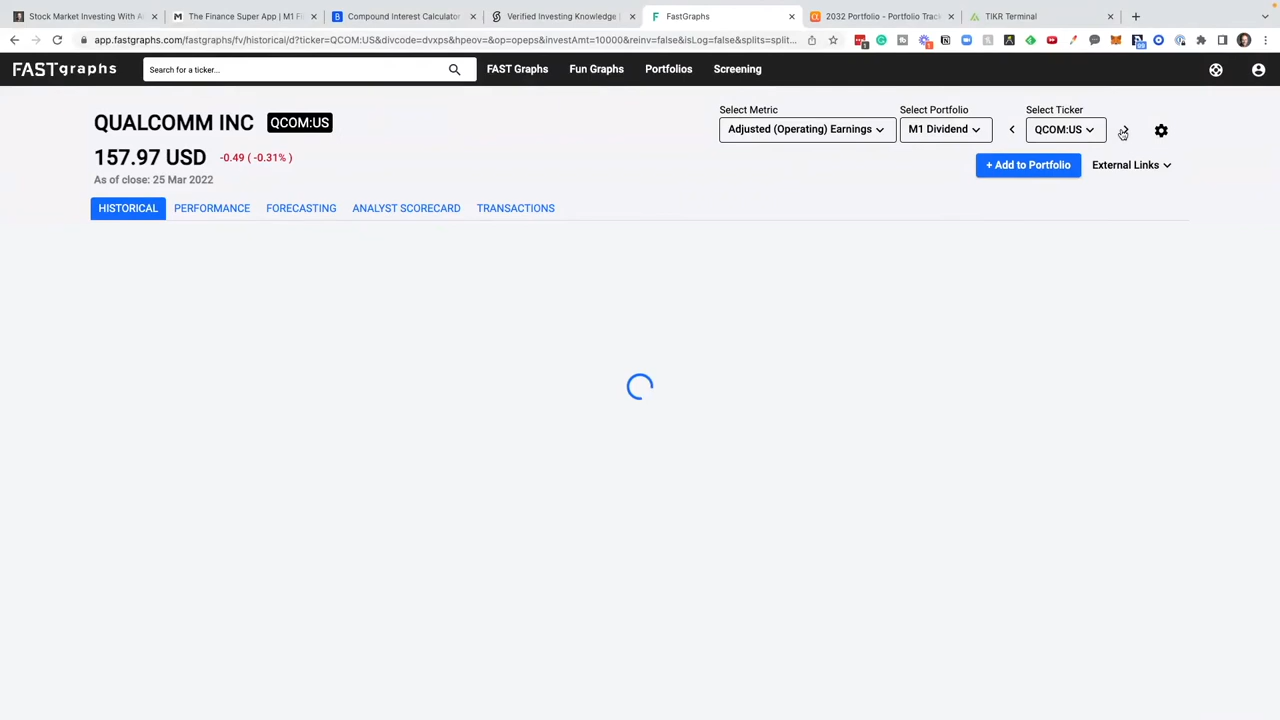 Stock Market Investing With A
The Finance Super App | M1 Fi
Compound Interest Calculator
Verified Investing Knowledge |
FastGraphs
2032 Portfolio - Portfolio Track
TIKR Terminal
app.fastgraphs.com/fastgraphs/fv/historical/d?ticker=QCOM:US&divcode=dvxps&hpeov=&op=opeps&investAmt=10000&reinv=false&isLog=false&splits=split...
FASTgraphs
Search for a ticker...
FAST Graphs
Fun Graphs
Portfolios
Screening
QUALCOMM INC QCOM:US
157.97 USD -0.49 ( -0.31% )
As of close: 25 Mar 2022
Select Metric
Adjusted (Operating) Earnings
Select Portfolio
M1 Dividend
Select Ticker
QCOM:US
+ Add to Portfolio
External Links
HISTORICAL
PERFORMANCE
FORECASTING
ANALYST SCORECARD
TRANSACTIONS